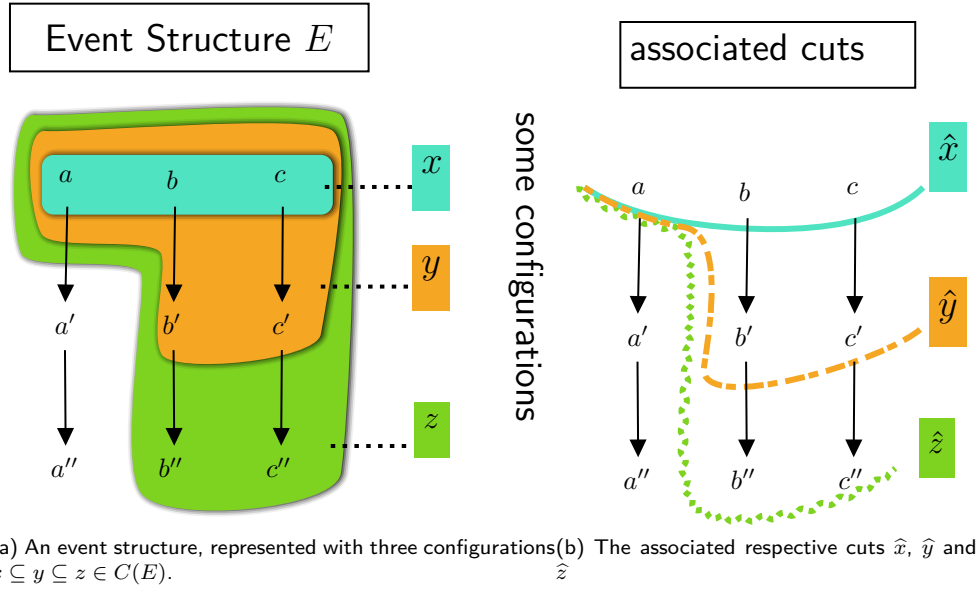 Event Structure E
associated cuts
some configurations
a b c
x
y
a′ b′ c′
z
a″ b″ c″
a b c
x̂
ŷ
a′ b′ c′
ẑ
a″ b″ c″
a) An event structure, represented with three configurations
⊆ y ⊆ z ∈ C(E).
(b) The associated respective cuts x̂, ŷ and
ẑ